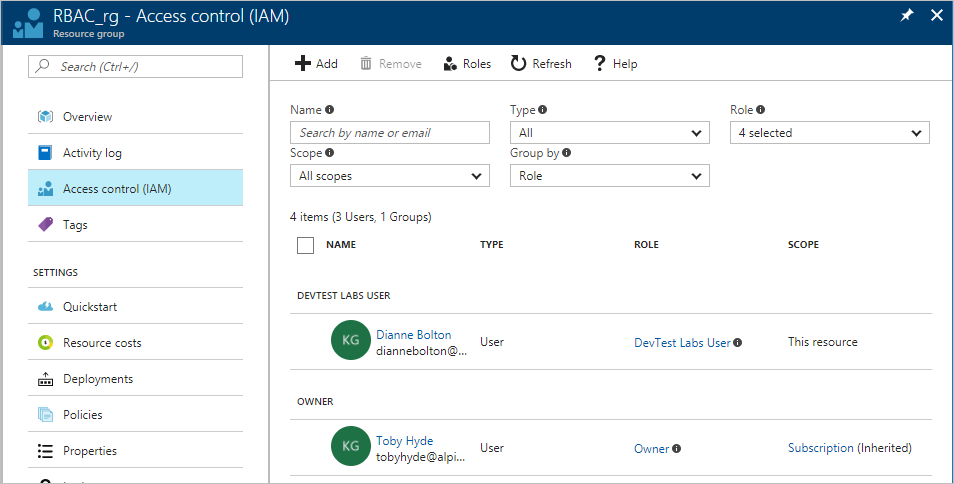 RBAC_rg - Access control (IAM)
Resource group
Search (Ctrl+/)
Overview
Activity log
Access control (IAM)
Tags
SETTINGS
Quickstart
Resource costs
Deployments
Policies
Properties
Add Remove Roles Refresh Help
Name Type Role
Search by name or email All 4 selected
Scope Group by
All scopes Role
4 items (3 Users, 1 Groups)
NAME TYPE ROLE SCOPE
DEVTEST LABS USER
KG Dianne Bolton User DevTest Labs User This resource
diannebolton@...
OWNER
KG Toby Hyde User Owner Subscription (Inherited)
tobyhyde@alpi...